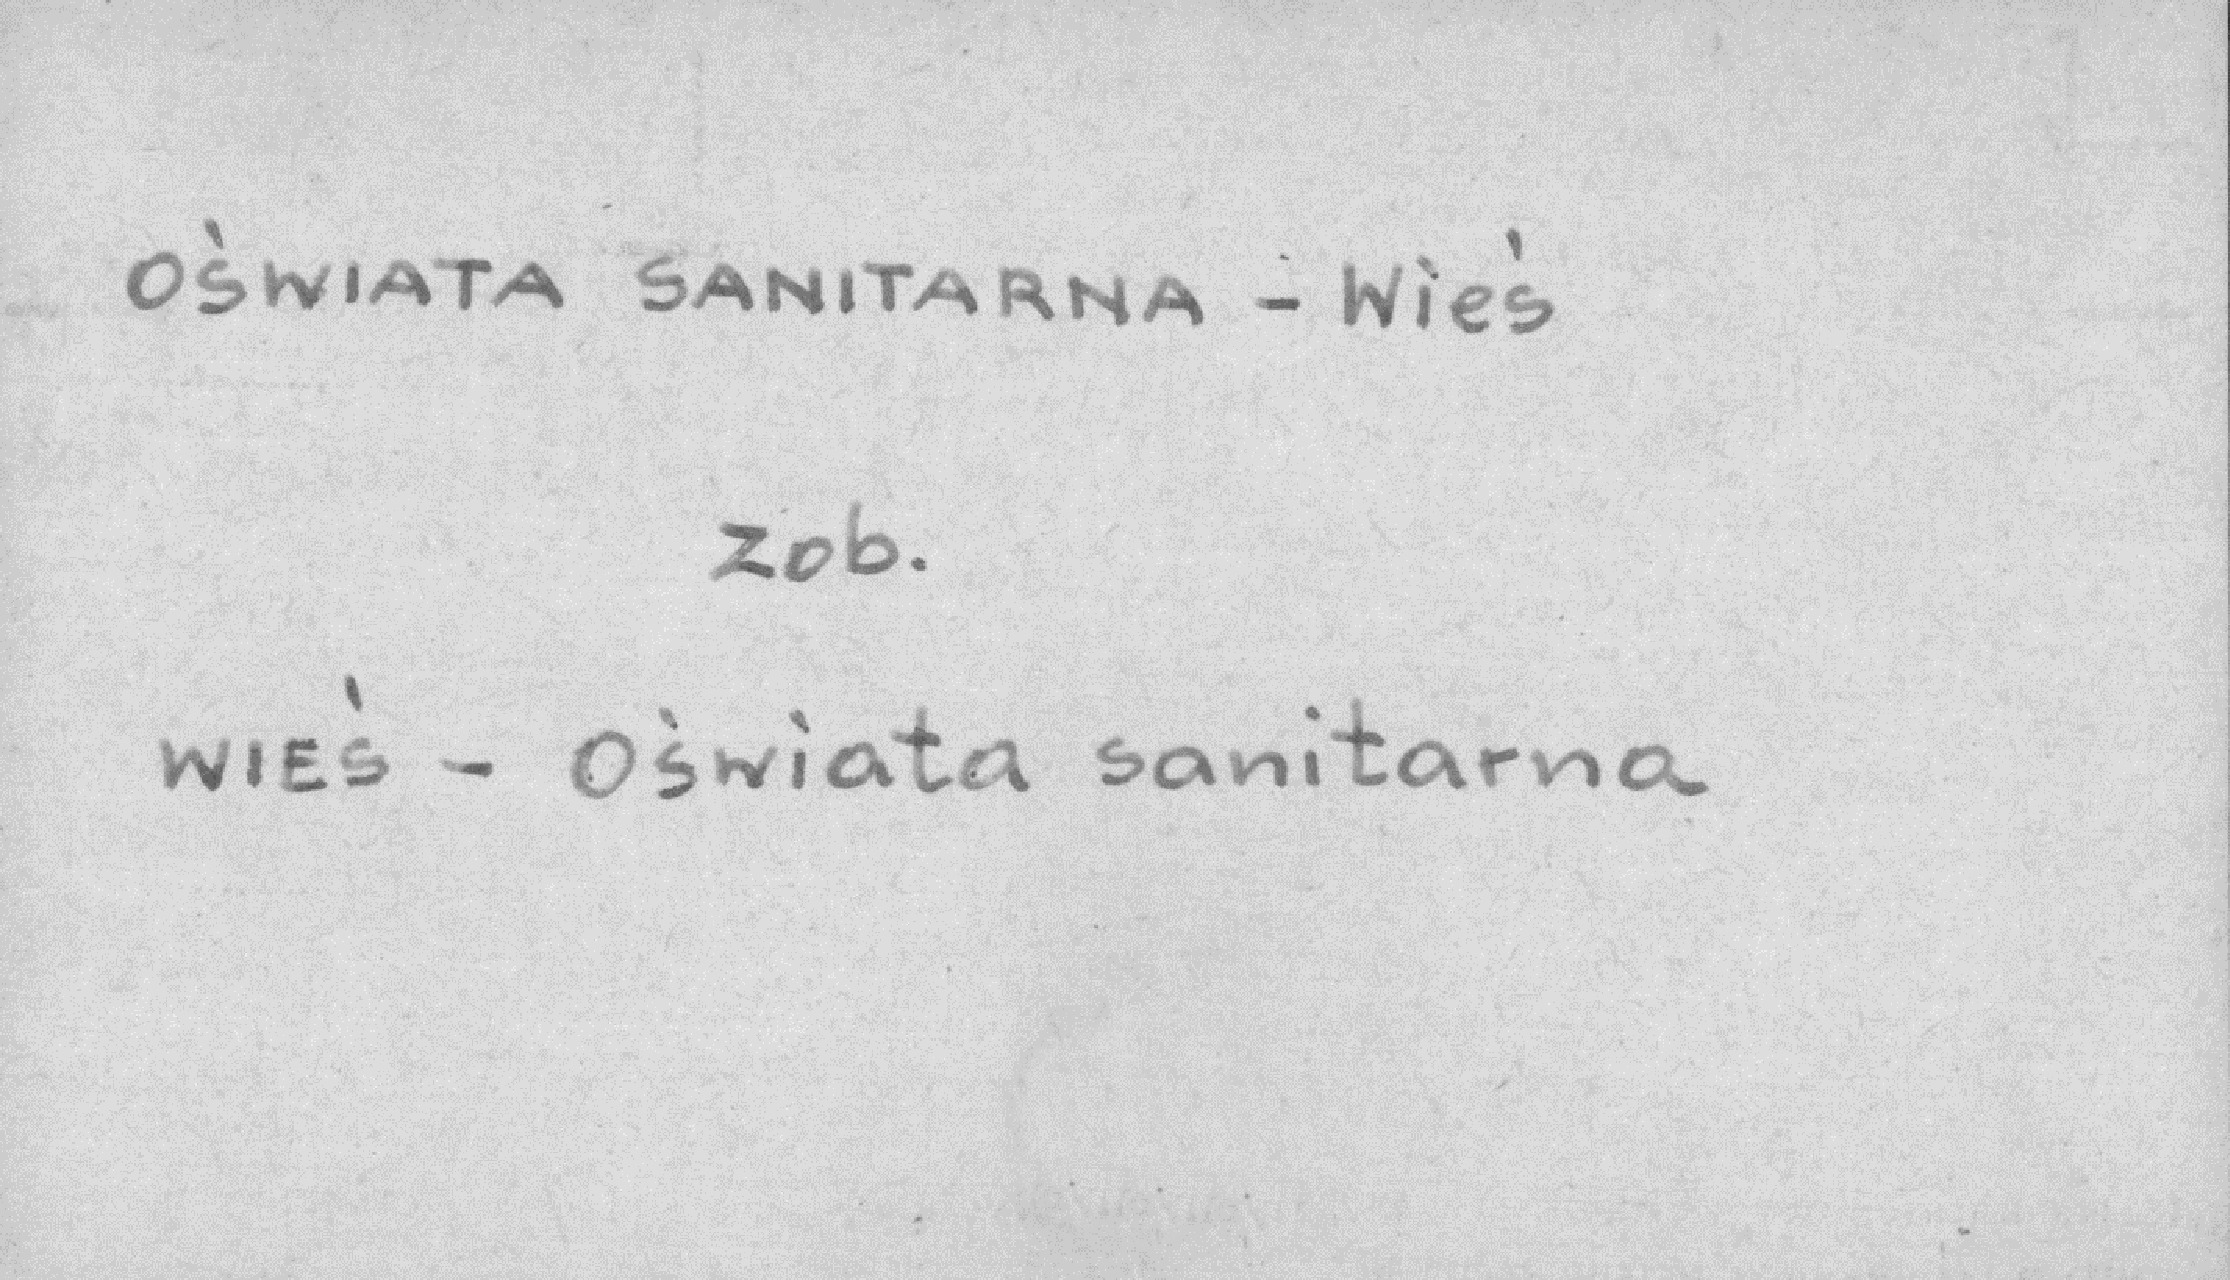 OŚWIATA SANITARNA - Wieś
zob.
WIEŚ - Oświata sanitarna